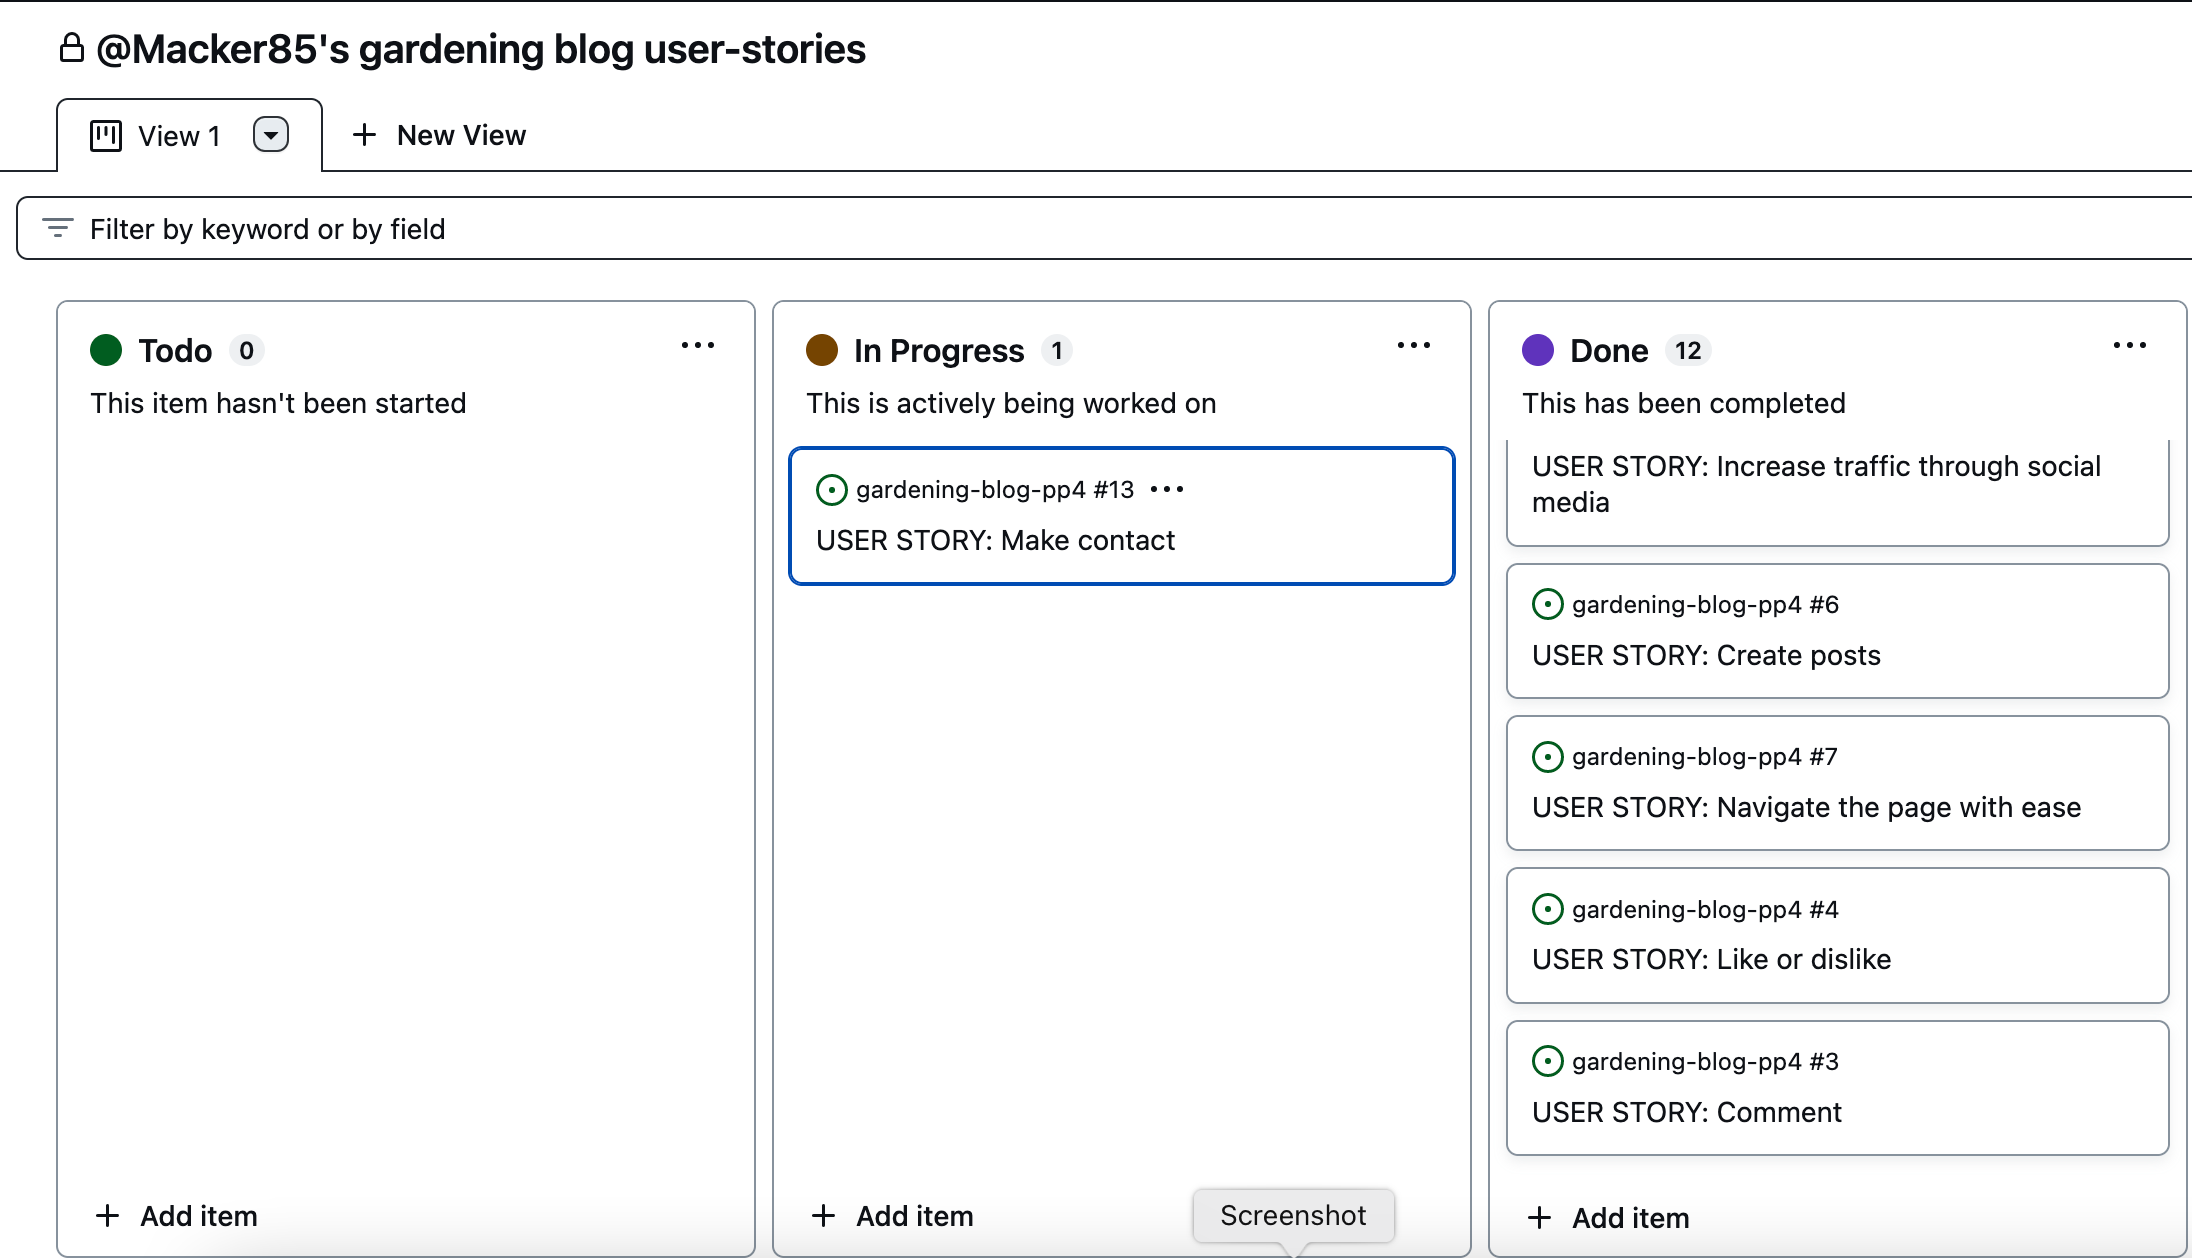 @Macker85's gardening blog user-stories
View 1
New View
Filter by keyword or by field
Todo 0
This item hasn't been started
Add item
In Progress 1
This is actively being worked on
gardening-blog-pp4 #13
USER STORY: Make contact
Add item
Screenshot
Done 12
This has been completed
USER STORY: Increase traffic through social
media
gardening-blog-pp4 #6
USER STORY: Create posts
gardening-blog-pp4 #7
USER STORY: Navigate the page with ease
gardening-blog-pp4 #4
USER STORY: Like or dislike
gardening-blog-pp4 #3
USER STORY: Comment
Add item